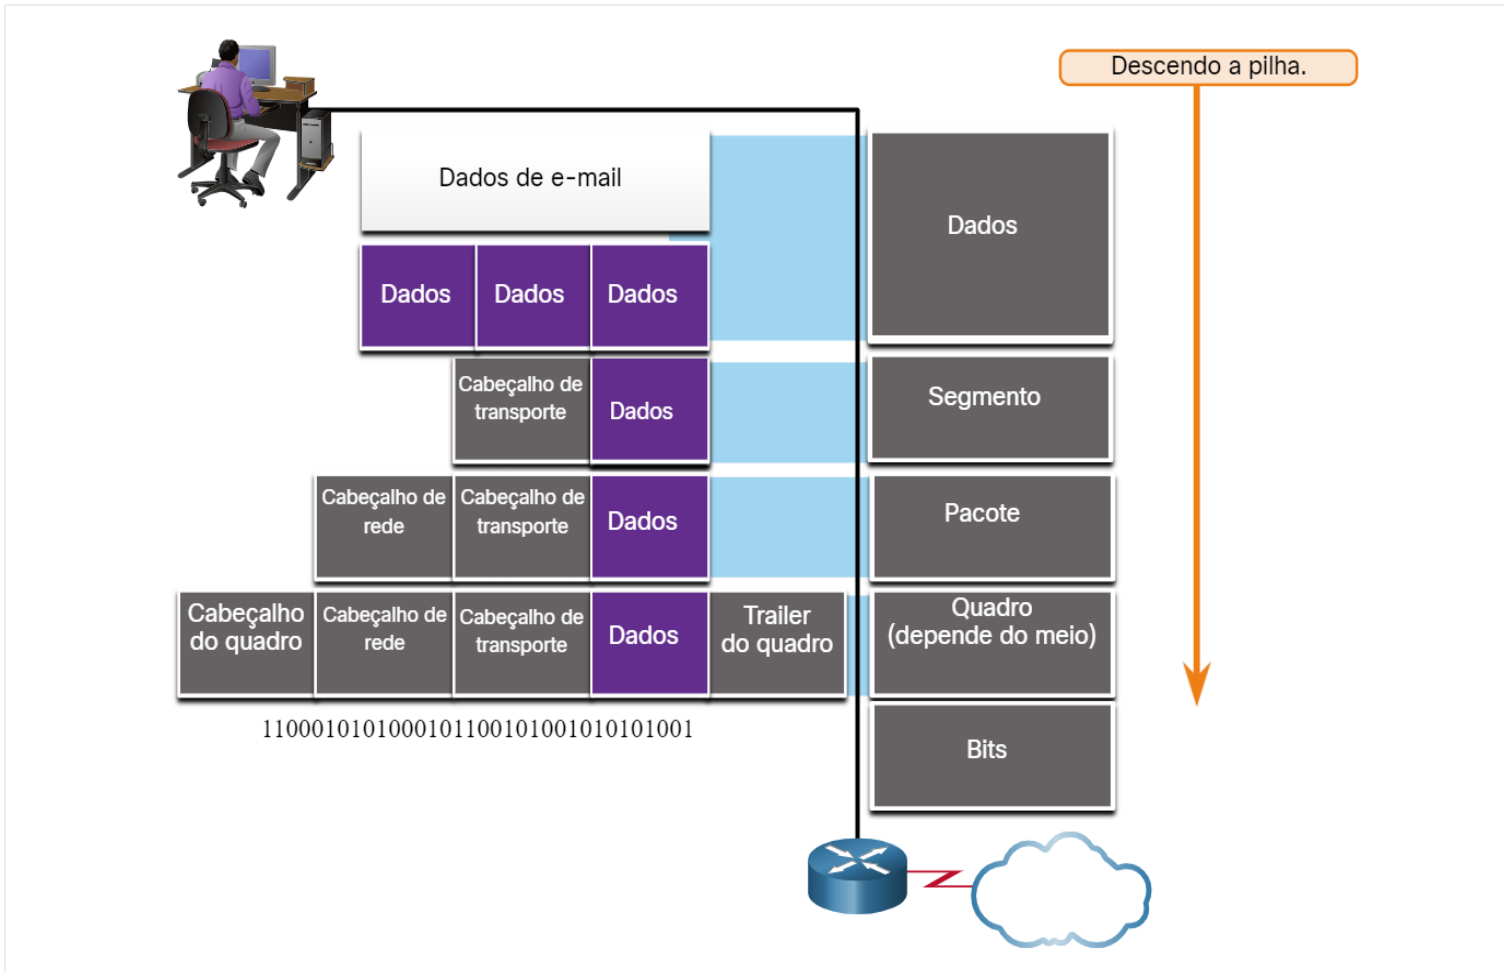 Descendo a pilha.
Dados de e-mail
Dados
Dados
Dados
Dados
Cabeçalho de
transporte
Dados
Segmento
Cabeçalho de
rede
Cabeçalho de
transporte
Dados
Pacote
Cabeçalho
do quadro
Cabeçalho de
rede
Cabeçalho de
transporte
Dados
Trailer
do quadro
Quadro
(depende do meio)
1100010101000101100101001010101001
Bits